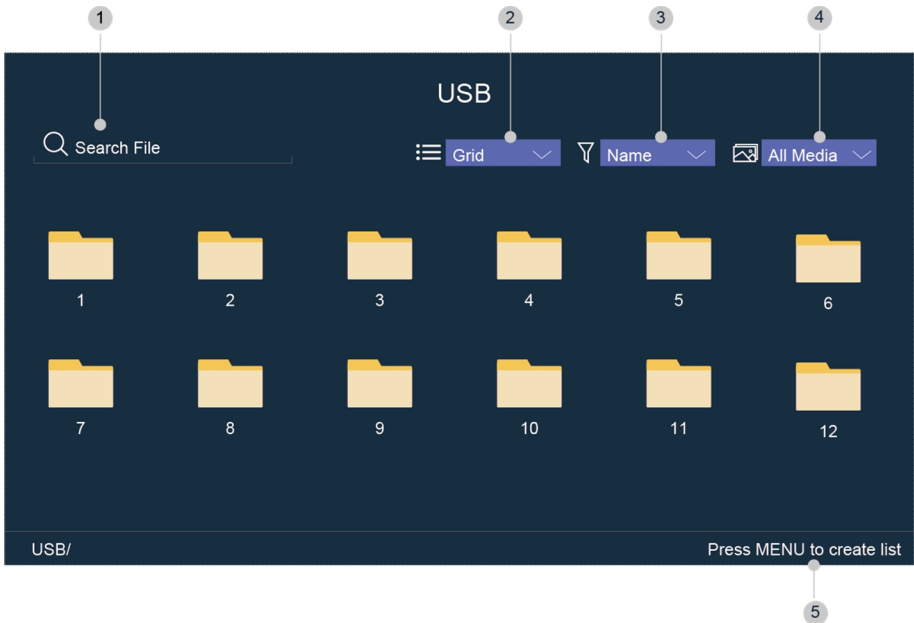 1 2 3 4
USB
Search File Grid Name All Media
1 2 3 4 5 6
7 8 9 10 11 12
USB/ Press MENU to create list
5